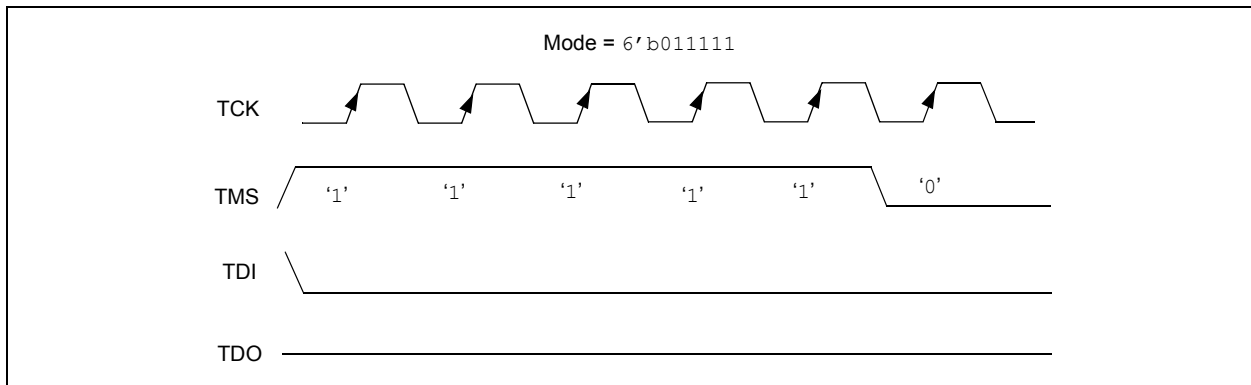 Mode = 6′b011111
TCK
TMS ‘1’ ‘1’ ‘1’ ‘1’ ‘1’ ‘0’
TDI
TDO